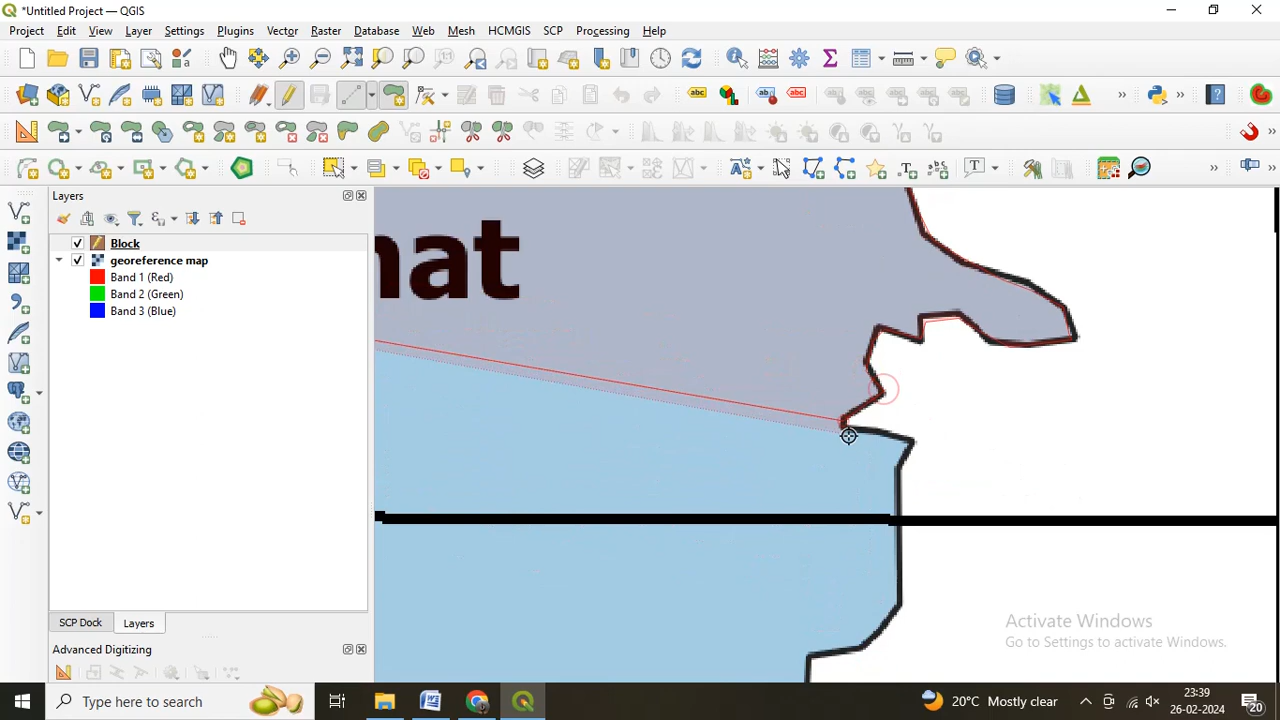 *Untitled Project — QGIS
Project Edit View Layer Settings Plugins Vector Raster Database Web Mesh HCMGIS SCP Processing Help
Layers
Block
georeference map
Band 1 (Red)
Band 2 (Green)
Band 3 (Blue)
SCP Dock Layers
Advanced Digitizing
nat
Activate Windows
Go to Settings to activate Windows.
Type here to search
20°C Mostly clear
23:39
26-02-2024
20